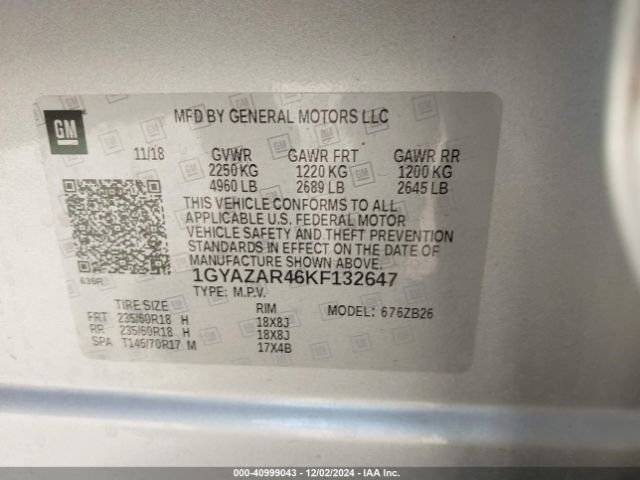 GM
MFD BY GENERAL MOTORS LLC
11/18 GVWR GAWR FRT GAWR RR
2250 KG 1220 KG 1200 KG
4960 LB 2689 LB 2645 LB
THIS VEHICLE CONFORMS TO ALL
APPLICABLE U.S. FEDERAL MOTOR
VEHICLE SAFETY AND THEFT PREVENTION
STANDARDS IN EFFECT ON THE DATE OF
MANUFACTURE SHOWN ABOVE.
636R 1GYAZAR46KF132647
TYPE: M.P.V.
TIRE SIZE RIM MODEL: 676ZB26
FRT 235/60R18 H 18X8J
RR 235/60R18 H 18X8J
SPA T145/70R17 M 17X4B
000-40999043 - 12/02/2024 - IAA Inc.